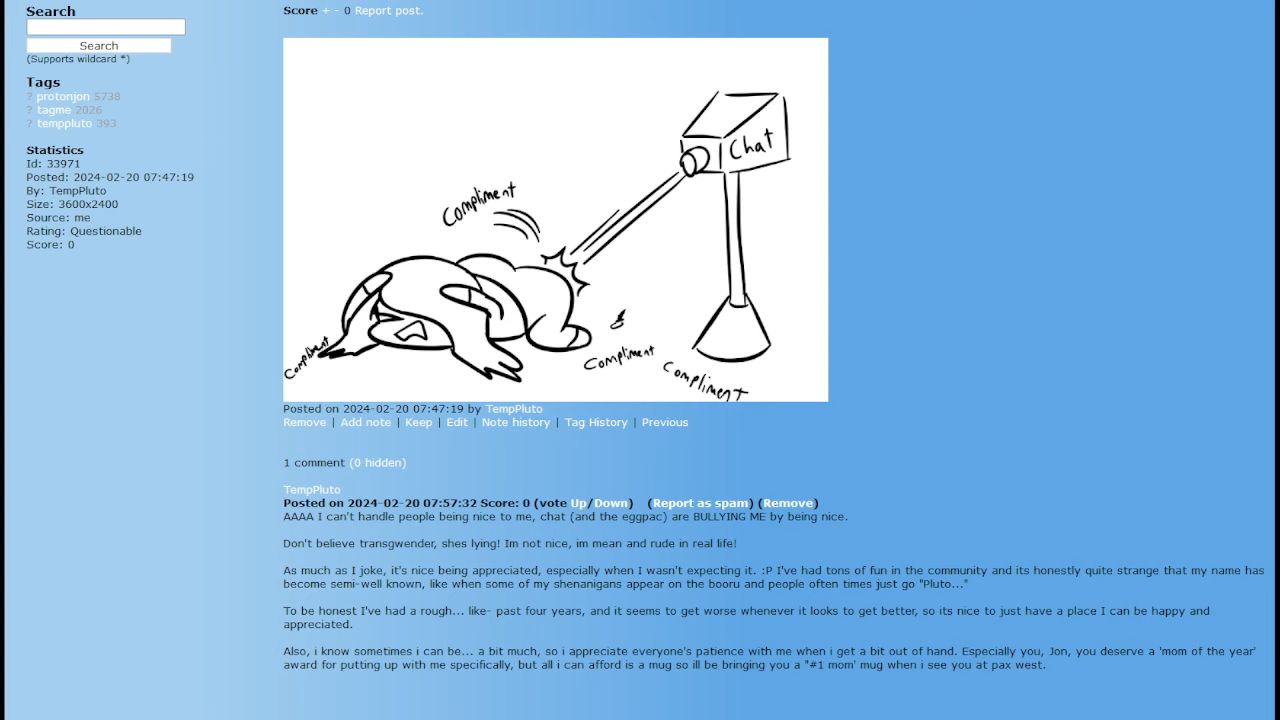 Search
Search
(Supports wildcard *)
Tags
? protonjon 5738
? tagme 2026
? temppluto 393
Statistics
Id: 33971
Posted: 2024-02-20 07:47:19
By: TempPluto
Size: 3600x2400
Source: me
Rating: Questionable
Score: 0
Score + - 0 Report post.
Chat
Compliment
Compliment
Compliment
Compliment
Posted on 2024-02-20 07:47:19 by TempPluto
Remove | Add note | Keep | Edit | Note history | Tag History | Previous
1 comment (0 hidden)
TempPluto
Posted on 2024-02-20 07:57:32 Score: 0 (vote Up/Down) (Report as spam) (Remove)
AAAA I can't handle people being nice to me, chat (and the eggpac) are BULLYING ME by being nice.
Don't believe transgwender, shes lying! Im not nice, im mean and rude in real life!
As much as I joke, it's nice being appreciated, especially when I wasn't expecting it. :P I've had tons of fun in the community and its honestly quite strange that my name has
become semi-well known, like when some of my shenanigans appear on the booru and people often times just go "Pluto..."
To be honest I've had a rough... like- past four years, and it seems to get worse whenever it looks to get better, so its nice to just have a place I can be happy and
appreciated.
Also, i know sometimes i can be... a bit much, so i appreciate everyone's patience with me when i get a bit out of hand. Especially you, Jon, you deserve a 'mom of the year'
award for putting up with me specifically, but all i can afford is a mug so ill be bringing you a "#1 mom' mug when i see you at pax west.